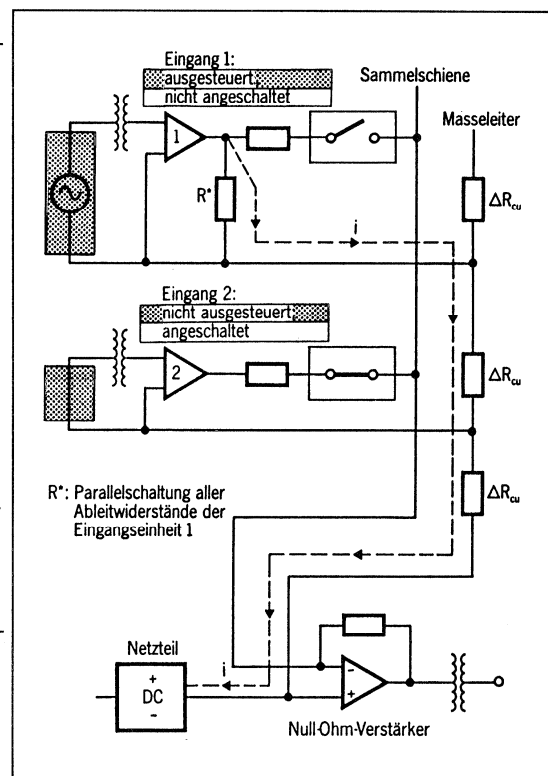 Eingang 1:
ausgesteuert
nicht angeschaltet
Sammelschiene
Masseleiter
1
R*
ΔRcu
i
Eingang 2:
nicht ausgesteuert
angeschaltet
2
ΔRcu
R*: Parallelschaltung aller
Ableitwiderstände der
Eingangseinheit 1
ΔRcu
Netzteil
+
DC
-
i
-
+
Null-Ohm-Verstärker